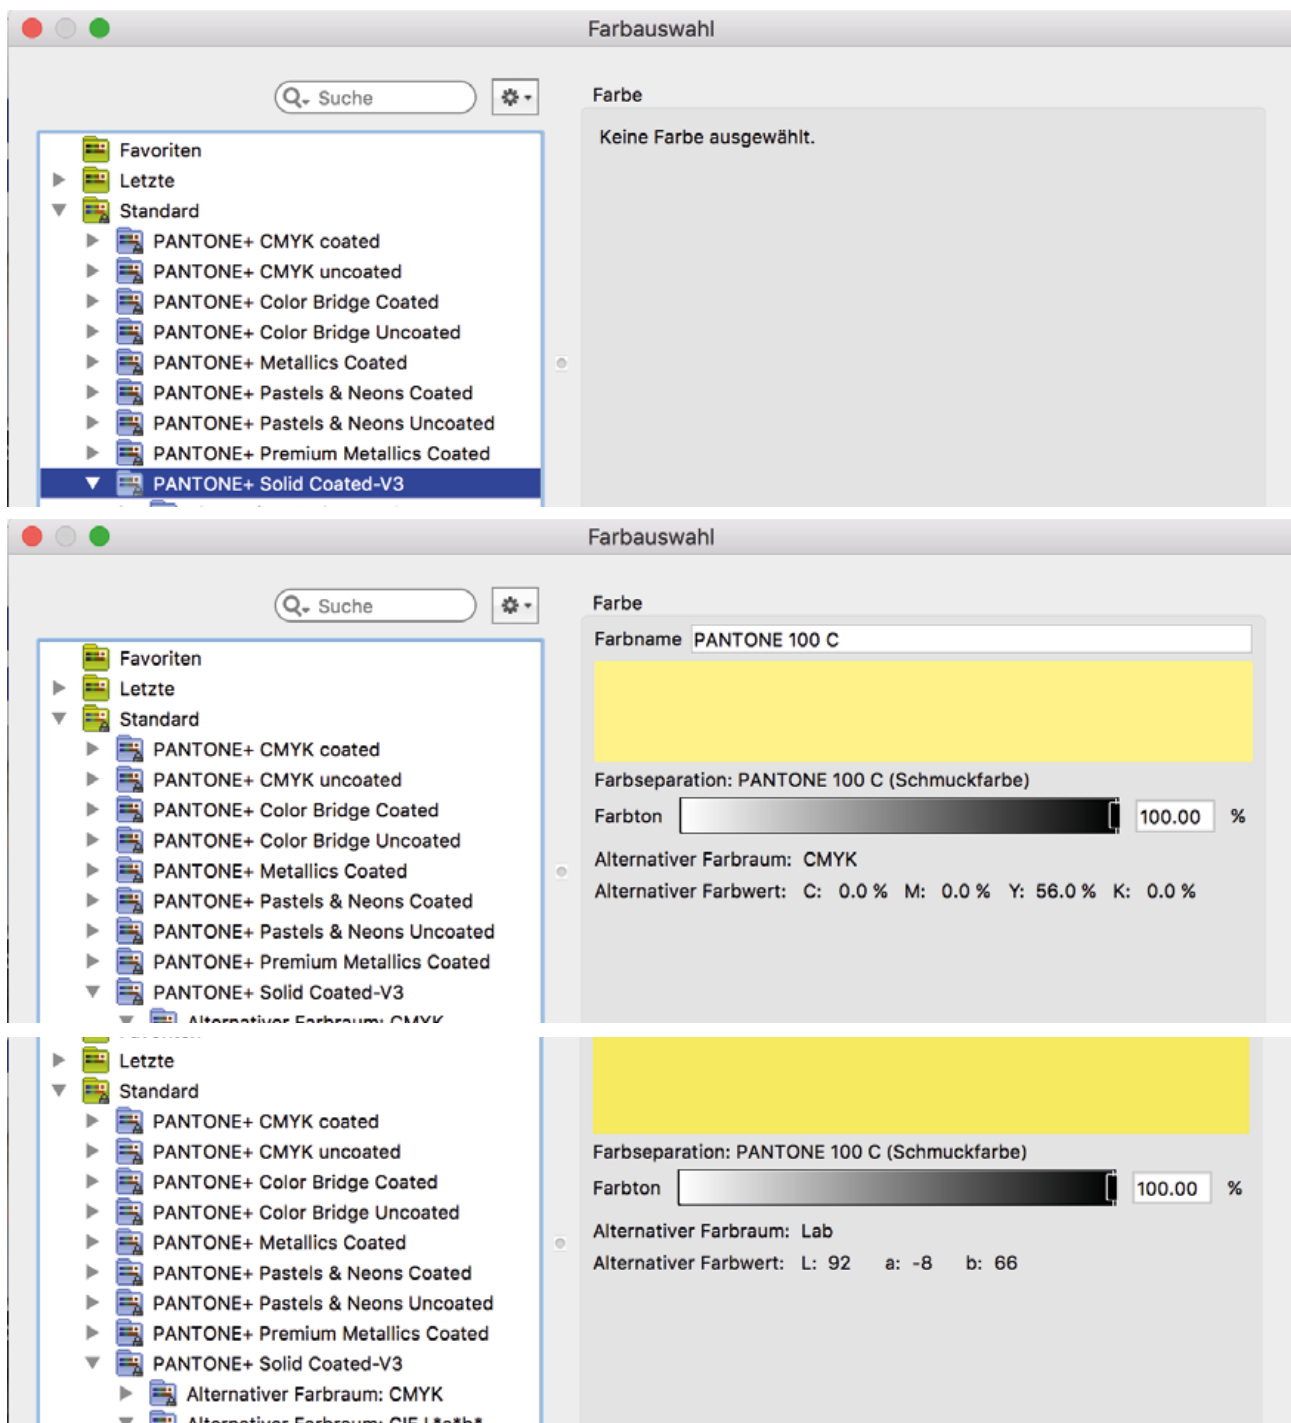 Farbauswahl
Suche
Farbe
Keine Farbe ausgewählt.
Favoriten
Letzte
Standard
PANTONE+ CMYK coated
PANTONE+ CMYK uncoated
PANTONE+ Color Bridge Coated
PANTONE+ Color Bridge Uncoated
PANTONE+ Metallics Coated
PANTONE+ Pastels & Neons Coated
PANTONE+ Pastels & Neons Uncoated
PANTONE+ Premium Metallics Coated
PANTONE+ Solid Coated-V3
Farbauswahl
Suche
Favoriten
Letzte
Standard
PANTONE+ CMYK coated
PANTONE+ CMYK uncoated
PANTONE+ Color Bridge Coated
PANTONE+ Color Bridge Uncoated
PANTONE+ Metallics Coated
PANTONE+ Pastels & Neons Coated
PANTONE+ Pastels & Neons Uncoated
PANTONE+ Premium Metallics Coated
PANTONE+ Solid Coated-V3
Alternativer Farbraum: CMYK
Farbe
Farbname PANTONE 100 C
Farbseparation: PANTONE 100 C (Schmuckfarbe)
Farbton 100.00 %
Alternativer Farbraum: CMYK
Alternativer Farbwert: C: 0.0 % M: 0.0 % Y: 56.0 % K: 0.0 %
Letzte
Standard
PANTONE+ CMYK coated
PANTONE+ CMYK uncoated
PANTONE+ Color Bridge Coated
PANTONE+ Color Bridge Uncoated
PANTONE+ Metallics Coated
PANTONE+ Pastels & Neons Coated
PANTONE+ Pastels & Neons Uncoated
PANTONE+ Premium Metallics Coated
PANTONE+ Solid Coated-V3
Alternativer Farbraum: CMYK
Alternativer Farbraum: CIE L*a*b*
Farbseparation: PANTONE 100 C (Schmuckfarbe)
Farbton 100.00 %
Alternativer Farbraum: Lab
Alternativer Farbwert: L: 92 a: -8 b: 66